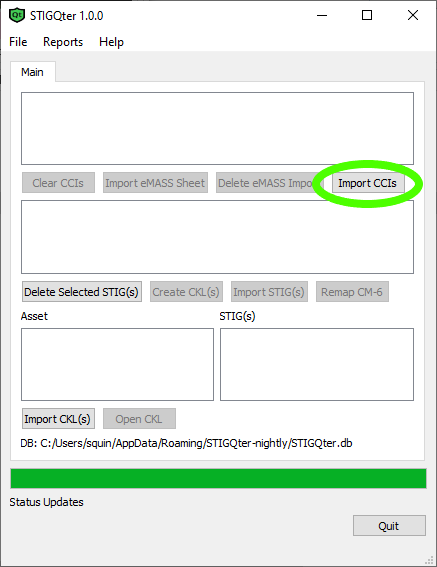 Qt STIGQter 1.0.0
File Reports Help
Main
Clear CCIs Import eMASS Sheet Delete eMASS Import Import CCIs
Delete Selected STIG(s) Create CKL(s) Import STIG(s) Remap CM-6
Asset STIG(s)
Import CKL(s) Open CKL
DB: C:/Users/squin/AppData/Roaming/STIGQter-nightly/STIGQter.db
Status Updates
Quit